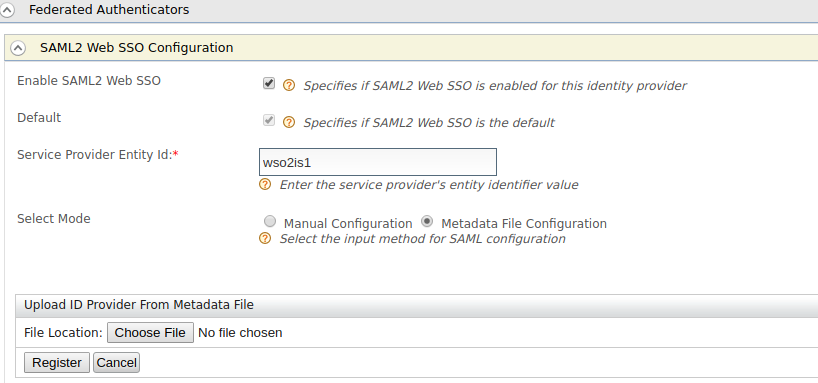 Federated Authenticators
SAML2 Web SSO Configuration
Enable SAML2 Web SSO ? Specifies if SAML2 Web SSO is enabled for this identity provider
Default ? Specifies if SAML2 Web SSO is the default
Service Provider Entity Id:* wso2is1
? Enter the service provider's entity identifier value
Select Mode Manual Configuration Metadata File Configuration
? Select the input method for SAML configuration
Upload ID Provider From Metadata File
File Location: Choose File No file chosen
Register Cancel